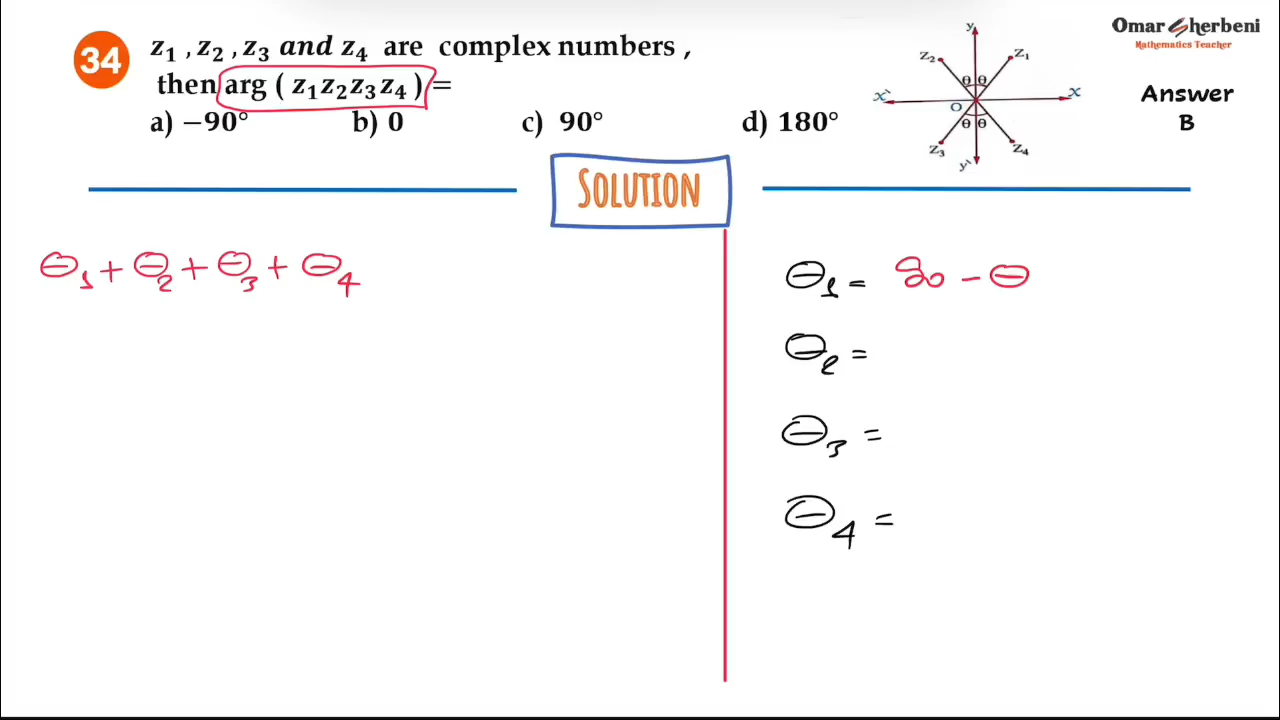 34
z₁ , z₂ , z₃ and z₄ are complex numbers ,
then arg ( z₁z₂z₃z₄ ) =
a) −90° b) 0 c) 90° d) 180°
y
z₂ z₁
θ θ
x` O x
θ θ
z₃ z₄
y`
Omar Sherbeni
Mathematics Teacher
Answer
B
SOLUTION
θ₁ + θ₂ + θ₃ + θ₄
θ₁ = 90 − θ
θ₂ =
θ₃ =
θ₄ =